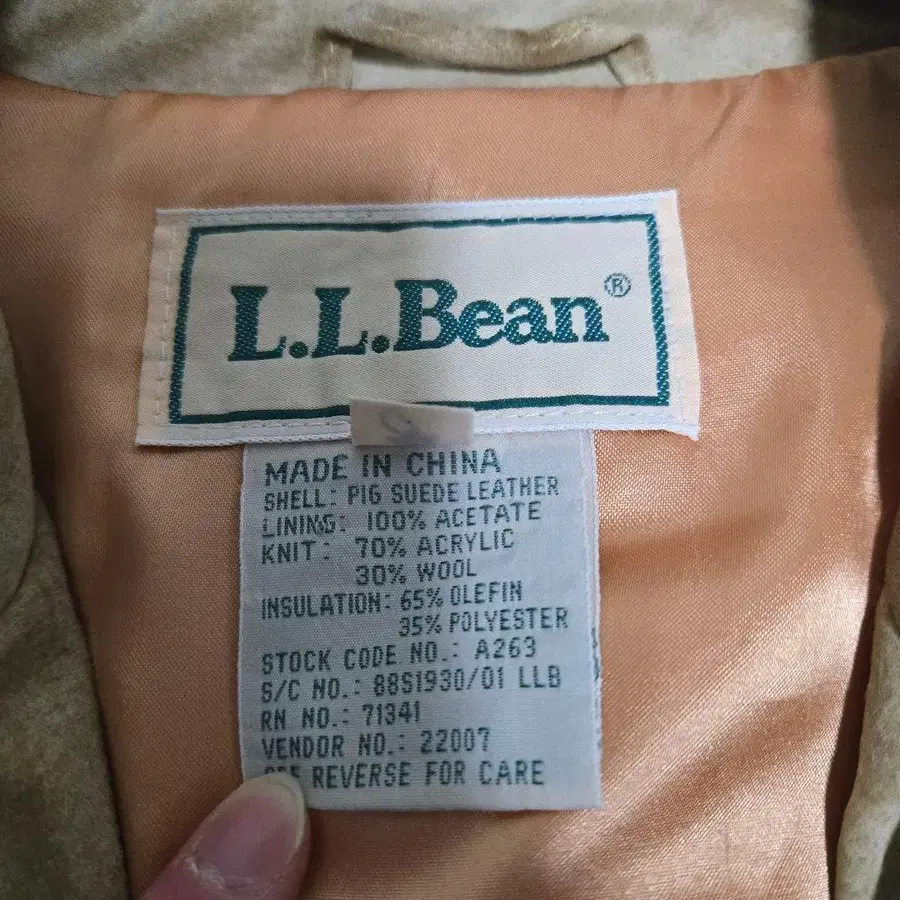 L.L.Bean®
S
MADE IN CHINA
SHELL: PIG SUEDE LEATHER
LINING: 100% ACETATE
KNIT: 70% ACRYLIC
30% WOOL
INSULATION: 65% OLEFIN
35% POLYESTER
STOCK CODE NO.: A263
S/C NO.: 88S1930/01 LLB
RN NO.: 71341
VENDOR NO.: 22007
SEE REVERSE FOR CARE